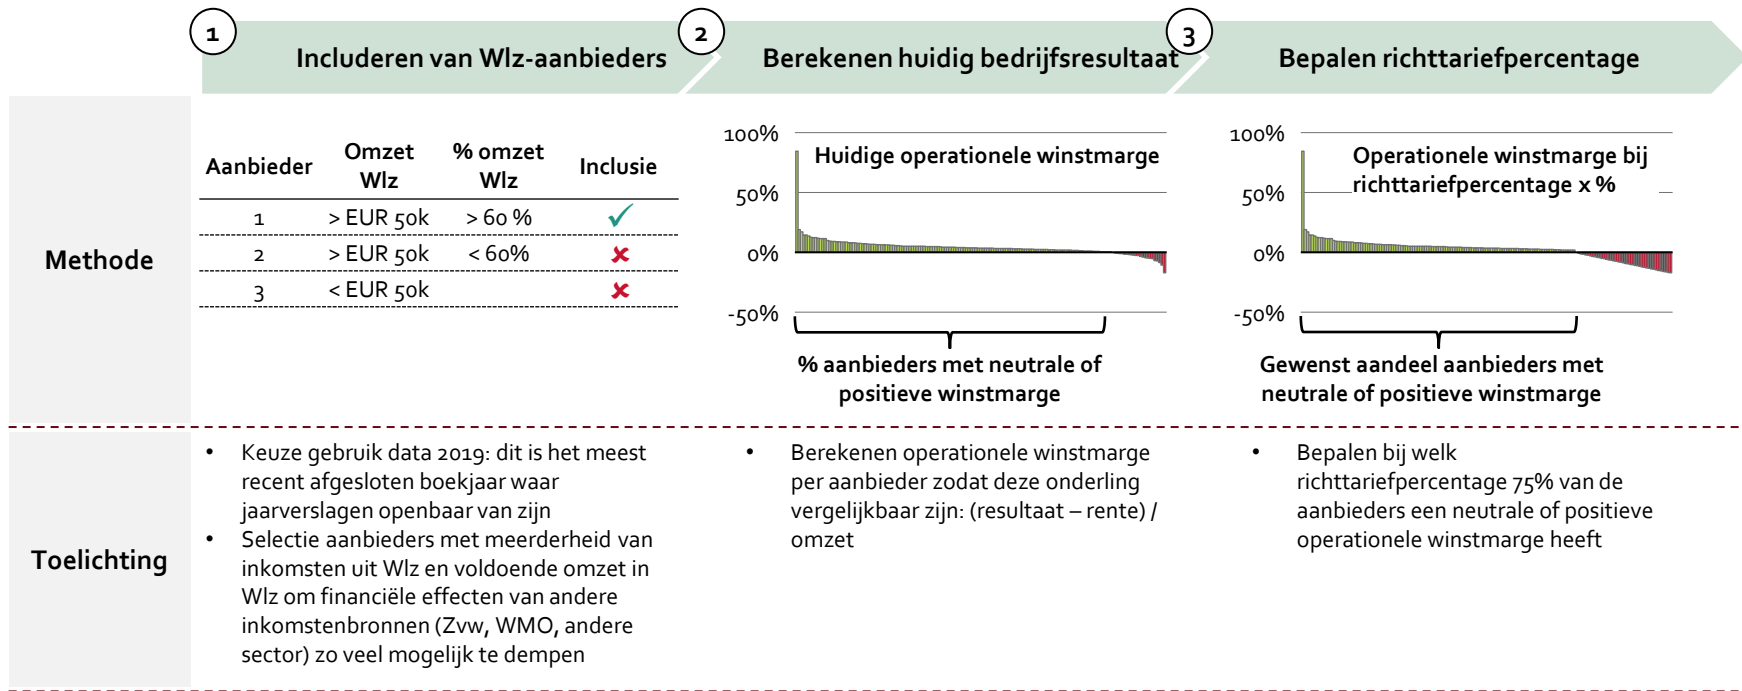 1
Includeren van Wlz-aanbieders
2
Berekenen huidig bedrijfsresultaat
3
Bepalen richttariefpercentage
Methode
Aanbieder Omzet Wlz % omzet Wlz Inclusie
1 > EUR 50k > 60 % ✓
2 > EUR 50k < 60% ✘
3 < EUR 50k ✘
100%
50%
0%
-50%
Huidige operationele winstmarge
% aanbieders met neutrale of
positieve winstmarge
100%
50%
0%
-50%
Operationele winstmarge bij
richttariefpercentage x %
Gewenst aandeel aanbieders met
neutrale of positieve winstmarge
Toelichting
• Keuze gebruik data 2019: dit is het meest
recent afgesloten boekjaar waar
jaarverslagen openbaar van zijn
• Selectie aanbieders met meerderheid van
inkomsten uit Wlz en voldoende omzet in
Wlz om financiële effecten van andere
inkomstenbronnen (Zvw, WMO, andere
sector) zo veel mogelijk te dempen
• Berekenen operationele winstmarge
per aanbieder zodat deze onderling
vergelijkbaar zijn: (resultaat – rente) /
omzet
• Bepalen bij welk
richttariefpercentage 75% van de
aanbieders een neutrale of positieve
operationele winstmarge heeft